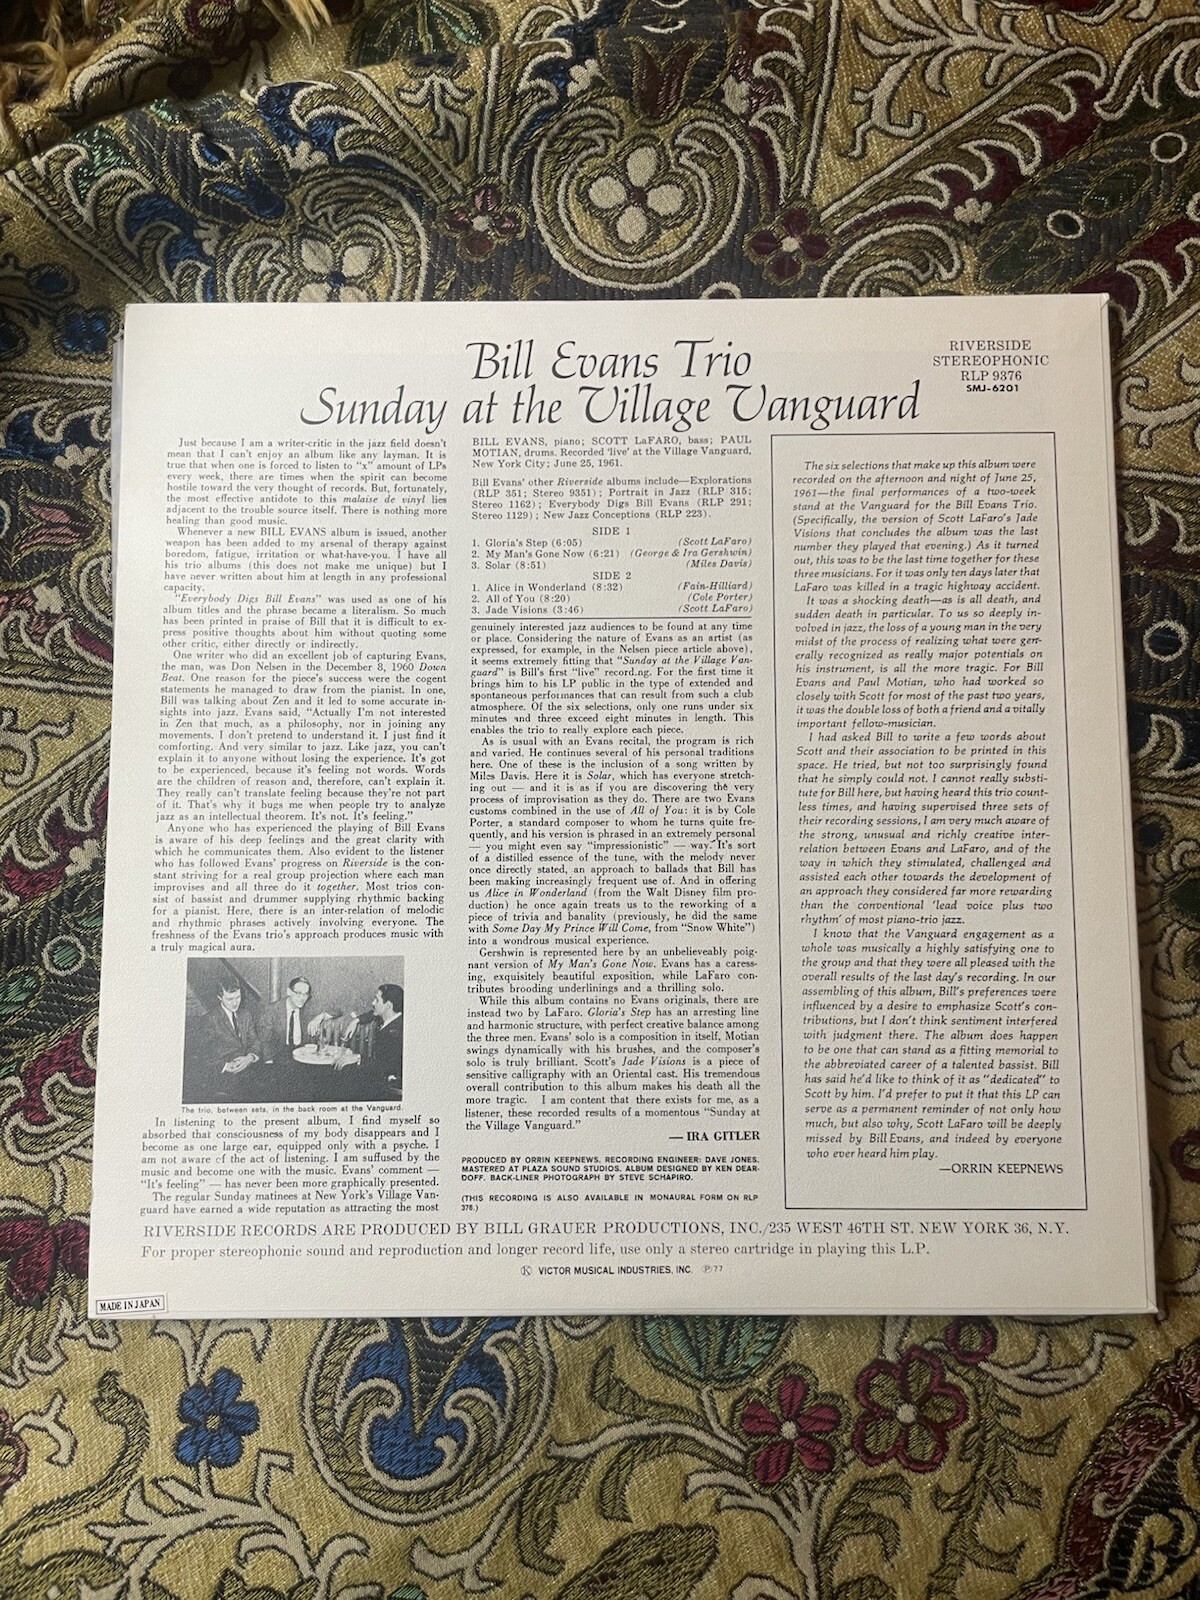 Bill Evans Trio
Sunday at the Village Vanguard
RIVERSIDE
STEREOPHONIC
RLP 9376
SMJ-6201
Just because I am a writer-critic in the jazz field doesn't
mean that I can't enjoy an album like any layman. It is
true that when one is forced to listen to "x" amount of LPs
every week, there are times when the spirit can become
hostile toward the very thought of records. But, fortunately,
the most effective antidote to this malaise de vinyl lies
adjacent to the trouble source itself. There is nothing more
healing than good music.
Whenever a new BILL EVANS album is issued, another
weapon has been added to my arsenal of therapy against
boredom, fatigue, irritation or what-have-you. I have all
his trio albums (this does not make me unique) but I
have never written about him at length in any professional
capacity.
"Everybody Digs Bill Evans" was used as one of his
album titles and the phrase became a literalism. So much
has been printed in praise of Bill that it is difficult to ex-
press positive thoughts about him without quoting some
other critic, either directly or indirectly.
One writer who did an excellent job of capturing Evans,
the man, was Don Nelsen in the December 8, 1960 Down
Beat. One reason for the piece's success were the cogent
statements he managed to draw from the pianist. In one,
Bill was talking about Zen and it led to some accurate in-
sights into jazz. Evans said, "Actually I'm not interested
in Zen that much, as a philosophy, nor in joining any
movements. I don't pretend to understand it. I just find it
comforting. And very similar to jazz. Like jazz, you can't
explain it to anyone without losing the experience. It's got
to be experienced, because it's feeling not words. Words
are the children of reason and, therefore, can't explain it.
They really can't translate feeling because they're not part
of it. That's why it bugs me when people try to analyze
jazz as an intellectual theorem. It's not. It's feeling."
Anyone who has experienced the playing of Bill Evans
is aware of his deep feelings and the great clarity with
which he communicates them. Also evident to the listener
who has followed Evans' progress on Riverside is the con-
stant striving for a real group projection where each man
improvises and all three do it together. Most trios con-
sist of bassist and drummer supplying rhythmic backing
for a pianist. Here, there is an inter-relation of melodic
and rhythmic phrases actively involving everyone. The
freshness of the Evans trio's approach produces music with
a truly magical aura.
The trio, between sets, in the back room at the Vanguard.
In listening to the present album, I find myself so
absorbed that consciousness of my body disappears and I
become as one large ear, equipped only with a psyche. I
am not aware of the act of listening. I am suffused by the
music and become one with the music. Evans' comment —
"It's feeling" — has never been more graphically presented.
The regular Sunday matinees at New York's Village Van-
guard have earned a wide reputation as attracting the most
BILL EVANS, piano; SCOTT LaFARO, bass; PAUL
MOTIAN, drums. Recorded 'live' at the Village Vanguard,
New York City; June 25, 1961.
Bill Evans' other Riverside albums include—Explorations
(RLP 351; Stereo 9351); Portrait in Jazz (RLP 315;
Stereo 1162); Everybody Digs Bill Evans (RLP 291;
Stereo 1129); New Jazz Conceptions (RLP 223).
SIDE 1
1. Gloria's Step (6:05) (Scott LaFaro)
2. My Man's Gone Now (6:21) (George & Ira Gershwin)
3. Solar (8:51) (Miles Davis)
SIDE 2
1. Alice in Wonderland (8:32) (Fain-Hilliard)
2. All of You (8:20) (Cole Porter)
3. Jade Visions (3:46) (Scott LaFaro)
genuinely interested jazz audiences to be found at any time
or place. Considering the nature of Evans as an artist (as
expressed, for example, in the Nelsen piece article above),
it seems extremely fitting that "Sunday at the Village Van-
guard" is Bill's first "live" record.ng. For the first time it
brings him to his LP public in the type of extended and
spontaneous performances that can result from such a club
atmosphere. Of the six selections, only one runs under six
minutes and three exceed eight minutes in length. This
enables the trio to really explore each piece.
As is usual with an Evans recital, the program is rich
and varied. He continues several of his personal traditions
here. One of these is the inclusion of a song written by
Miles Davis. Here it is Solar, which has everyone stretch-
ing out — and it is as if you are discovering the very
process of improvisation as they do. There are two Evans
customs combined in the use of All of You: it is by Cole
Porter, a standard composer to whom he turns quite fre-
quently, and his version is phrased in an extremely personal
— you might even say "impressionistic" — way. It's sort
of a distilled essence of the tune, with the melody never
once directly stated, an approach to ballads that Bill has
been making increasingly frequent use of. And in offering
us Alice in Wonderland (from the Walt Disney film pro-
duction) he once again treats us to the reworking of a
piece of trivia and banality (previously, he did the same
with Some Day My Prince Will Come, from "Snow White")
into a wondrous musical experience.
Gershwin is represented here by an unbelieveably poig-
nant version of My Man's Gone Now. Evans has a caress-
ing, exquisitely beautiful exposition, while LaFaro con-
tributes brooding underlinings and a thrilling solo.
While this album contains no Evans originals, there are
instead two by LaFaro. Gloria's Step has an arresting line
and harmonic structure, with perfect creative balance among
the three men. Evans' solo is a composition in itself, Motian
swings dynamically with his brushes, and the composer's
solo is truly brilliant. Scott's Jade Visions is a piece of
sensitive calligraphy with an Oriental cast. His tremendous
overall contribution to this album makes his death all the
more tragic. I am content that there exists for me, as a
listener, these recorded results of a momentous "Sunday at
the Village Vanguard."
— IRA GITLER
PRODUCED BY ORRIN KEEPNEWS. RECORDING ENGINEER: DAVE JONES.
MASTERED AT PLAZA SOUND STUDIOS. ALBUM DESIGNED BY KEN DEAR-
DOFF. BACK-LINER PHOTOGRAPH BY STEVE SCHAPIRO.
(THIS RECORDING IS ALSO AVAILABLE IN MONAURAL FORM ON RLP
376.)
The six selections that make up this album were
recorded on the afternoon and night of June 25,
1961—the final performances of a two-week
stand at the Vanguard for the Bill Evans Trio.
(Specifically, the version of Scott LaFaro's Jade
Visions that concludes the album was the last
number they played that evening.) As it turned
out, this was to be the last time together for these
three musicians. For it was only ten days later that
LaFaro was killed in a tragic highway accident.
It was a shocking death—as is all death, and
sudden death in particular. To us so deeply in-
volved in jazz, the loss of a young man in the very
midst of the process of realizing what were gen-
erally recognized as really major potentials on
his instrument, is all the more tragic. For Bill
Evans and Paul Motian, who had worked so
closely with Scott for most of the past two years,
it was the double loss of both a friend and a vitally
important fellow-musician.
I had asked Bill to write a few words about
Scott and their association to be printed in this
space. He tried, but not too surprisingly found
that he simply could not. I cannot really substi-
tute for Bill here, but having heard this trio count-
less times, and having supervised three sets of
their recording sessions, I am very much aware of
the strong, unusual and richly creative inter-
relation between Evans and LaFaro, and of the
way in which they stimulated, challenged and
assisted each other towards the development of
an approach they considered far more rewarding
than the conventional 'lead voice plus two
rhythm' of most piano-trio jazz.
I know that the Vanguard engagement as a
whole was musically a highly satisfying one to
the group and that they were all pleased with the
overall results of the last day's recording. In our
assembling of this album, Bill's preferences were
influenced by a desire to emphasize Scott's con-
tributions, but I don't think sentiment interfered
with judgment there. The album does happen
to be one that can stand as a fitting memorial to
the abbreviated career of a talented bassist. Bill
has said he'd like to think of it as "dedicated" to
Scott by him. I'd prefer to put it that this LP can
serve as a permanent reminder of not only how
much, but also why, Scott LaFaro will be deeply
missed by Bill Evans, and indeed by everyone
who ever heard him play.
—ORRIN KEEPNEWS
RIVERSIDE RECORDS ARE PRODUCED BY BILL GRAUER PRODUCTIONS, INC./235 WEST 46TH ST. NEW YORK 36, N.Y.
For proper stereophonic sound and reproduction and longer record life, use only a stereo cartridge in playing this L.P.
Ⓚ VICTOR MUSICAL INDUSTRIES, INC. Ⓟ77
MADE IN JAPAN